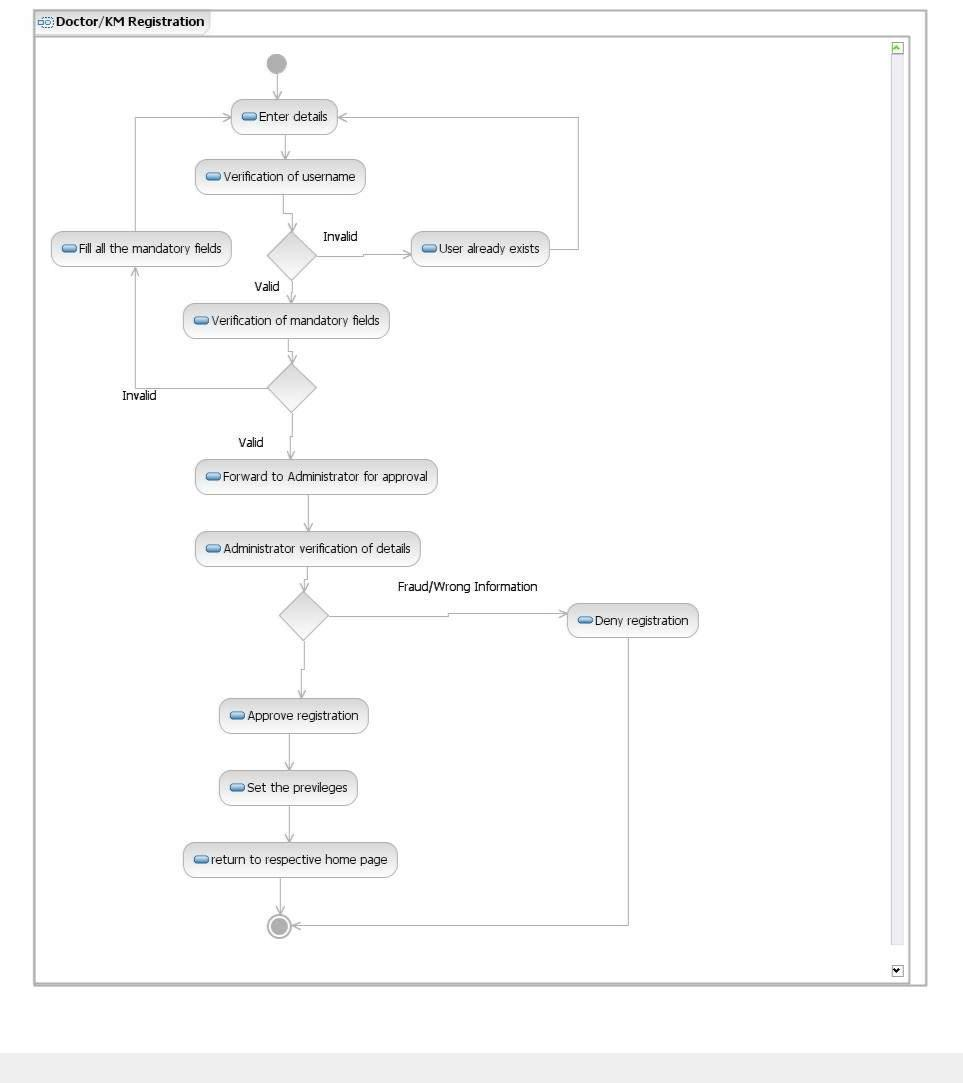 Doctor/KM Registration
Enter details
Verification of username
Invalid
Fill all the mandatory fields
User already exists
Valid
Verification of mandatory fields
Invalid
Valid
Forward to Administrator for approval
Administrator verification of details
Fraud/Wrong Information
Deny registration
Approve registration
Set the previleges
return to respective home page